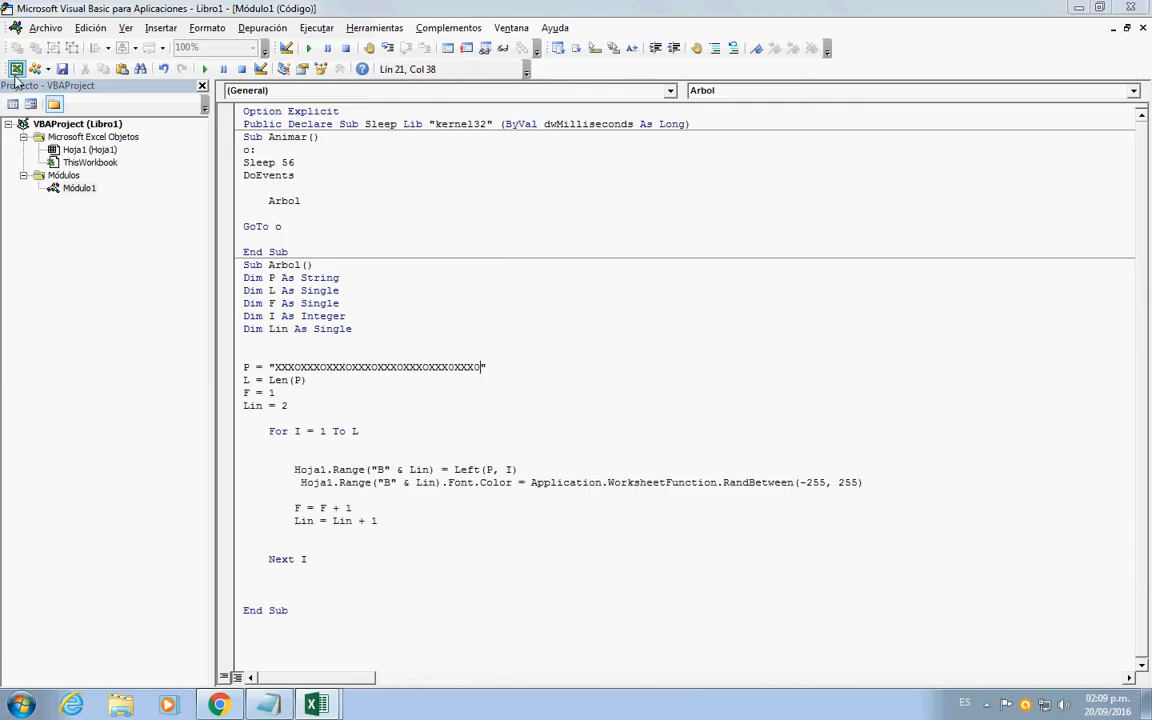 Microsoft Visual Basic para Aplicaciones - Libro1 - [Módulo1 (Código)]
Archivo Edición Ver Insertar Formato Depuración Ejecutar Herramientas Complementos Ventana Ayuda
100%
Lín 21, Col 38
Proyecto - VBAProject
(General) Arbol
VBAProject (Libro1)
Microsoft Excel Objetos
Hoja1 (Hoja1)
ThisWorkbook
Módulos
Módulo1
Option Explicit
Public Declare Sub Sleep Lib "kernel32" (ByVal dwMilliseconds As Long)
Sub Animar()
o:
Sleep 56
DoEvents
Arbol
GoTo o
End Sub
Sub Arbol()
Dim P As String
Dim L As Single
Dim F As Single
Dim I As Integer
Dim Lin As Single
P = "XXXOXXXOXXXOXXXOXXXOXXXOXXXOXXXO"
L = Len(P)
F = 1
Lin = 2
For I = 1 To L
Hoja1.Range("B" & Lin) = Left(P, I)
Hoja1.Range("B" & Lin).Font.Color = Application.WorksheetFunction.RandBetween(-255, 255)
F = F + 1
Lin = Lin + 1
Next I
End Sub
ES
02:09 p.m.
20/09/2016